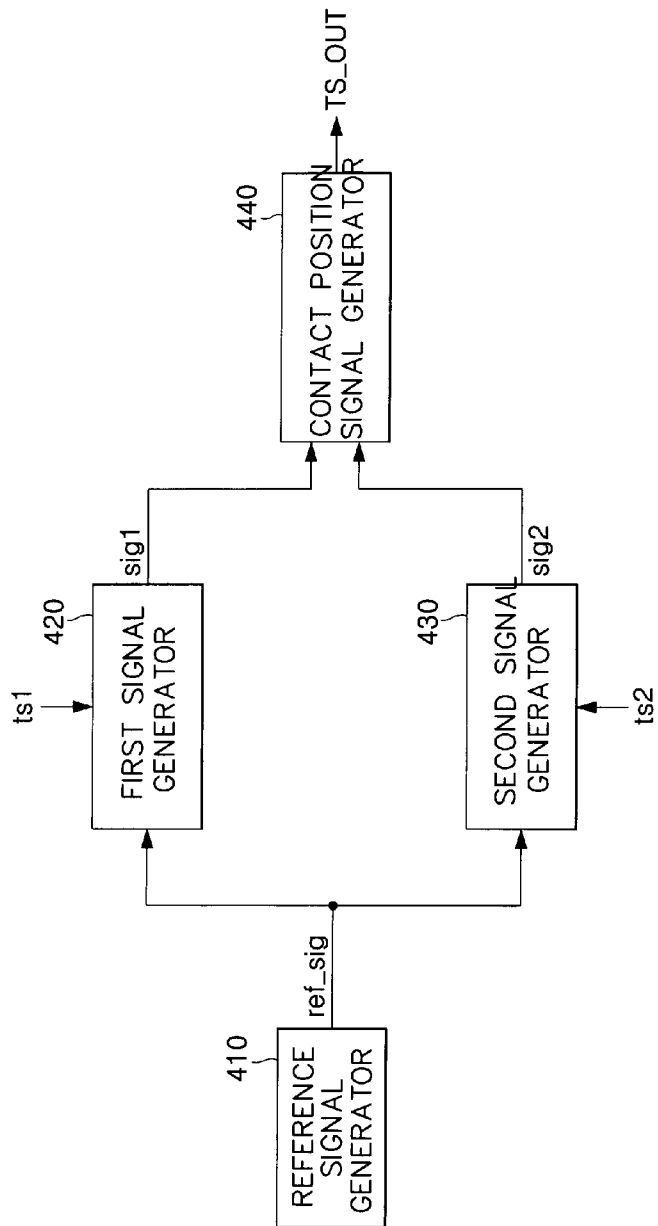 410
REFERENCE
SIGNAL
GENERATOR
ref_sig
ts1
420
FIRST SIGNAL
GENERATOR
sig1
430
SECOND SIGNAL
GENERATOR
ts2
sig2
440
CONTACT POSITION
SIGNAL GENERATOR
TS_OUT